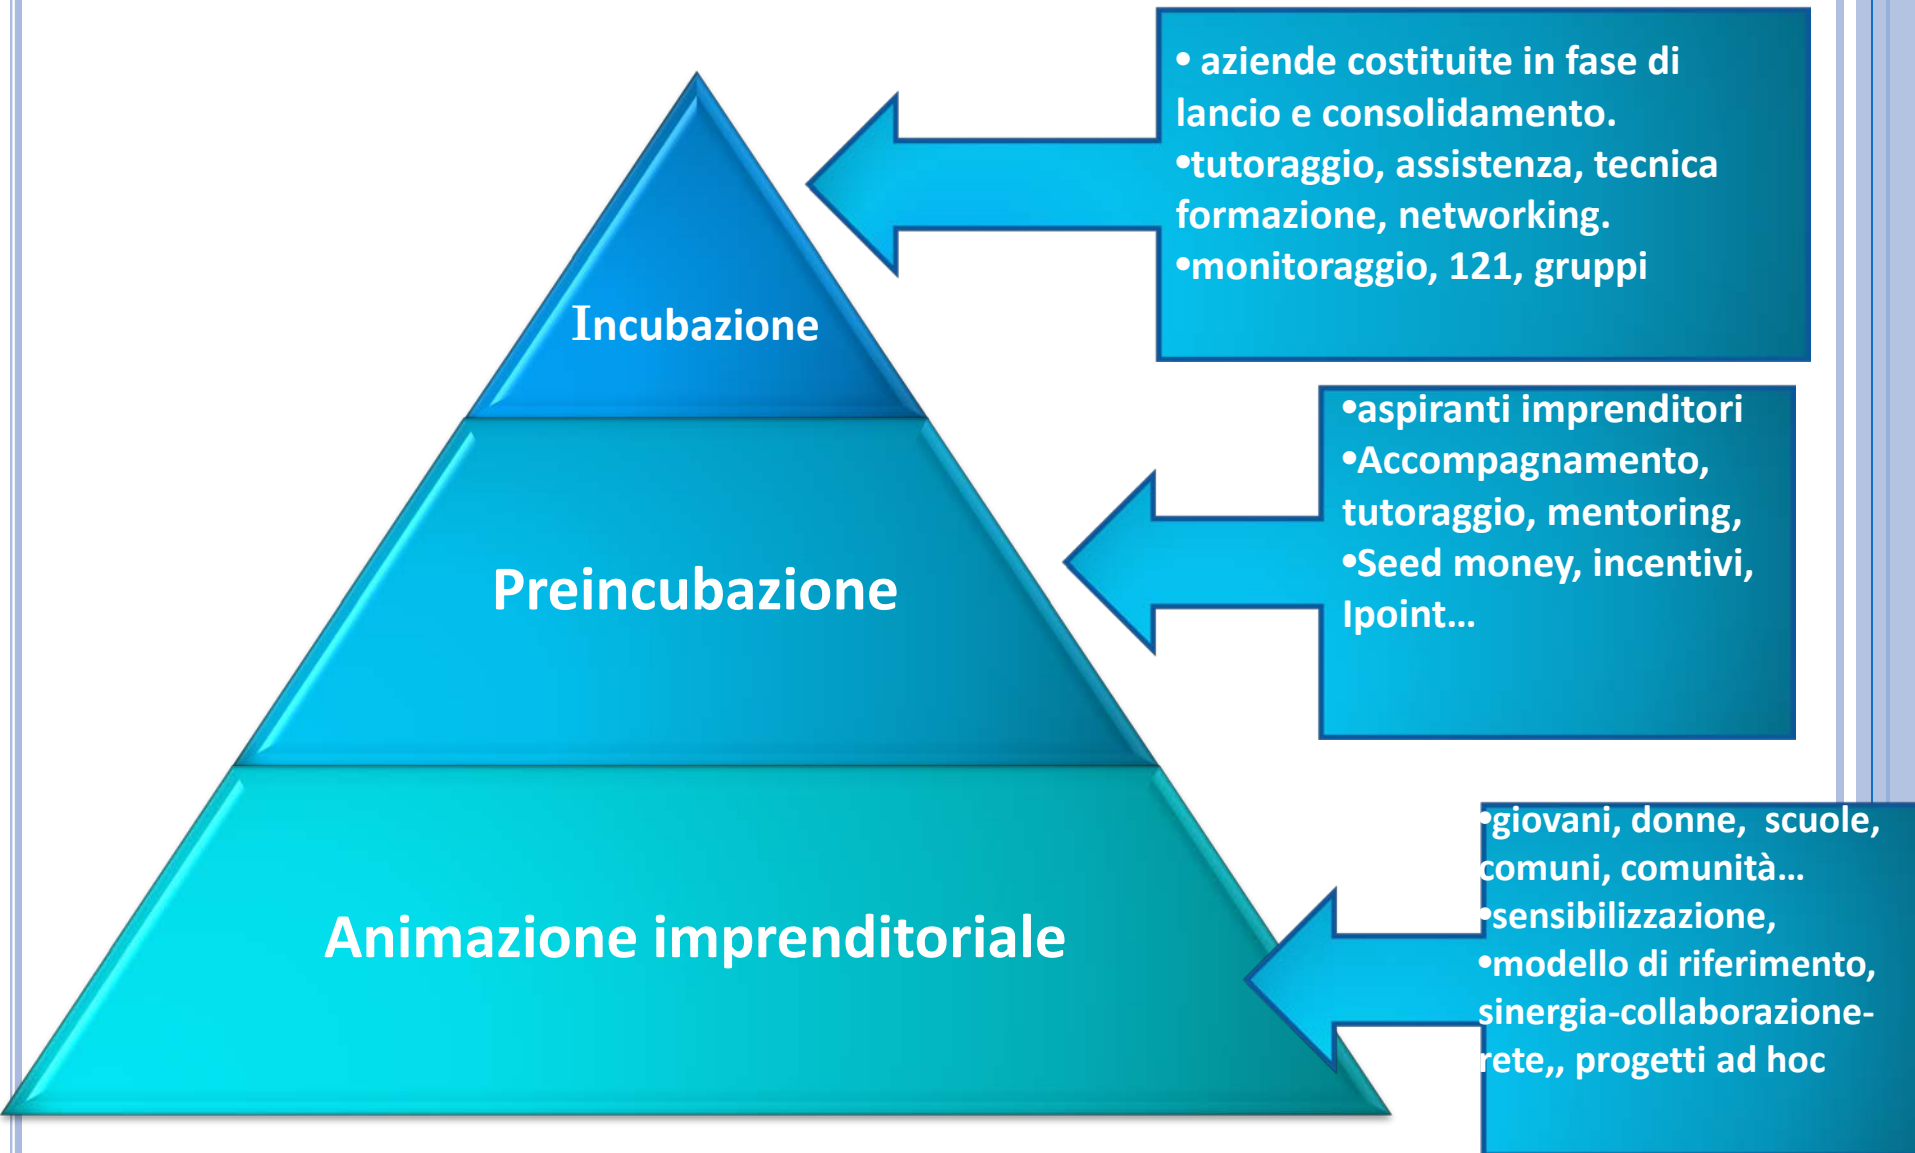 • aziende costituite in fase di
lancio e consolidamento.
•tutoraggio, assistenza, tecnica
formazione, networking.
•monitoraggio, 121, gruppi
Incubazione
•aspiranti imprenditori
•Accompagnamento,
tutoraggio, mentoring,
•Seed money, incentivi,
Ipoint…
Preincubazione
•giovani, donne,  scuole,
comuni, comunità…
•sensibilizzazione,
•modello di riferimento,
sinergia-collaborazione-
rete,, progetti ad hoc
Animazione imprenditoriale